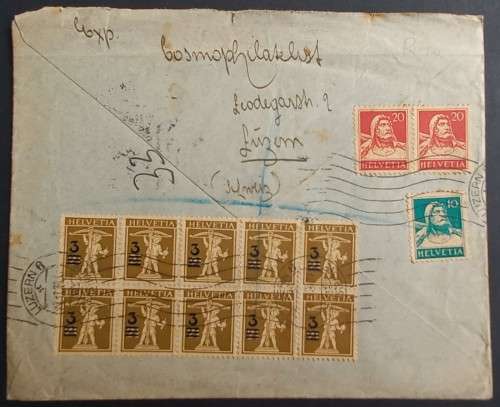 Exp.
Cosmophilatelist
Leodegarstr. 2
Luzern
(Schweiz)
33
20 20
HELVETIA HELVETIA
10
HELVETIA
LUZERN
HELVETIA HELVETIA HELVETIA HELVETIA HELVETIA
3 3 3 3 3
HELVETIA HELVETIA HELVETIA HELVETIA HELVETIA
3 3 3 3 3
LUZERN